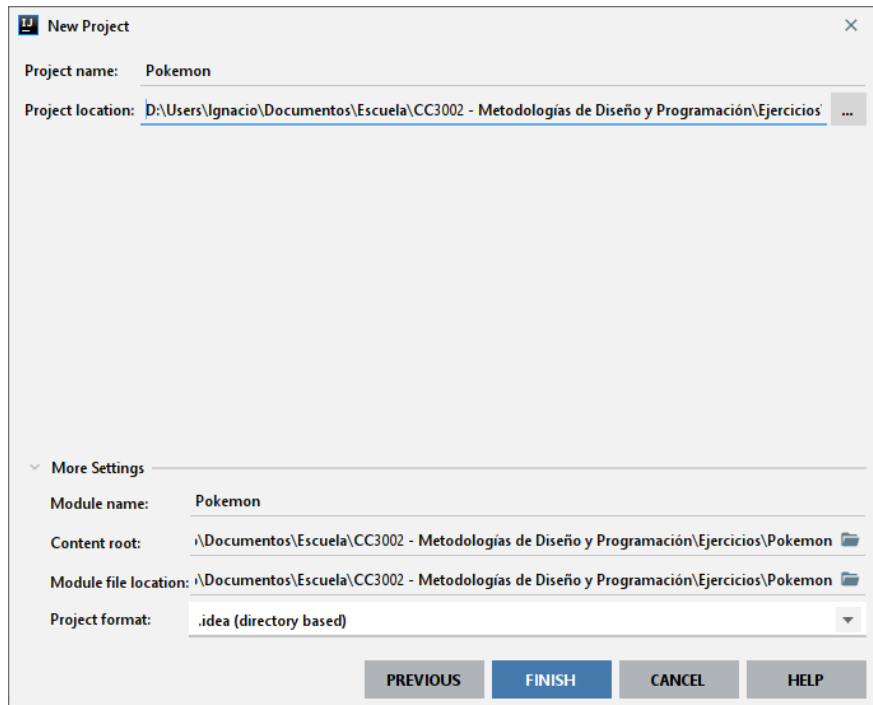 New Project
Project name: Pokemon
Project location: D:\Users\Ignacio\Documentos\Escuela\CC3002 - Metodologías de Diseño y Programación\Ejercicios\ ...
More Settings
Module name: Pokemon
Content root: \Documentos\Escuela\CC3002 - Metodologías de Diseño y Programación\Ejercicios\Pokemon
Module file location: \Documentos\Escuela\CC3002 - Metodologías de Diseño y Programación\Ejercicios\Pokemon
Project format: .idea (directory based)
PREVIOUS FINISH CANCEL HELP